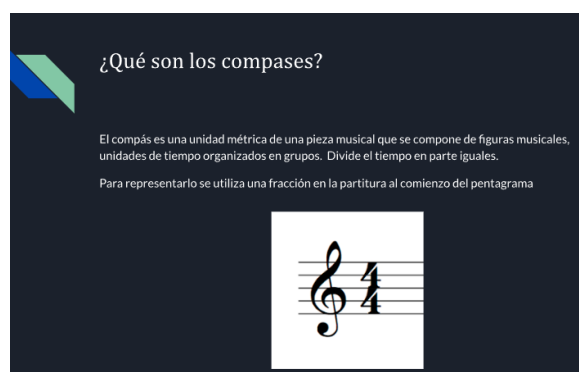 ¿Qué son los compases?
El compás es una unidad métrica de una pieza musical que se compone de figuras musicales,
unidades de tiempo organizados en grupos. Divide el tiempo en parte iguales.
Para representarlo se utiliza una fracción en la partitura al comienzo del pentagrama
4
4